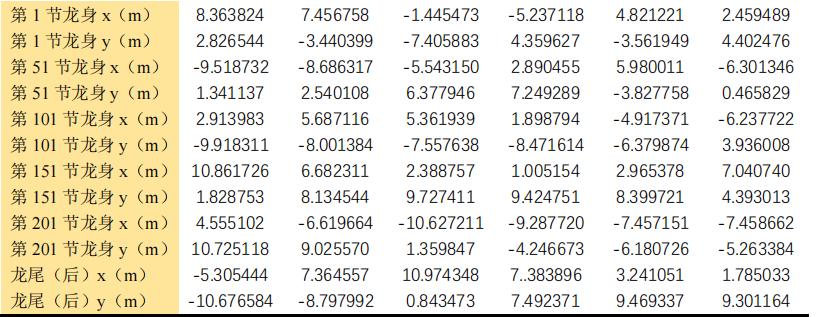 第 1 节龙身 x（m） 8.363824 7.456758 -1.445473 -5.237118 4.821221 2.459489
第 1 节龙身 y（m） 2.826544 -3.440399 -7.405883 4.359627 -3.561949 4.402476
第 51 节龙身 x（m） -9.518732 -8.686317 -5.543150 2.890455 5.980011 -6.301346
第 51 节龙身 y（m） 1.341137 2.540108 6.377946 7.249289 -3.827758 0.465829
第 101 节龙身 x（m） 2.913983 5.687116 5.361939 1.898794 -4.917371 -6.237722
第 101 节龙身 y（m） -9.918311 -8.001384 -7.557638 -8.471614 -6.379874 3.936008
第 151 节龙身 x（m） 10.861726 6.682311 2.388757 1.005154 2.965378 7.040740
第 151 节龙身 y（m） 1.828753 8.134544 9.727411 9.424751 8.399721 4.393013
第 201 节龙身 x（m） 4.555102 -6.619664 -10.627211 -9.287720 -7.457151 -7.458662
第 201 节龙身 y（m） 10.725118 9.025570 1.359847 -4.246673 -6.180726 -5.263384
龙尾（后）x（m） -5.305444 7.364557 10.974348 7..383896 3.241051 1.785033
龙尾（后）y（m） -10.676584 -8.797992 0.843473 7.492371 9.469337 9.301164